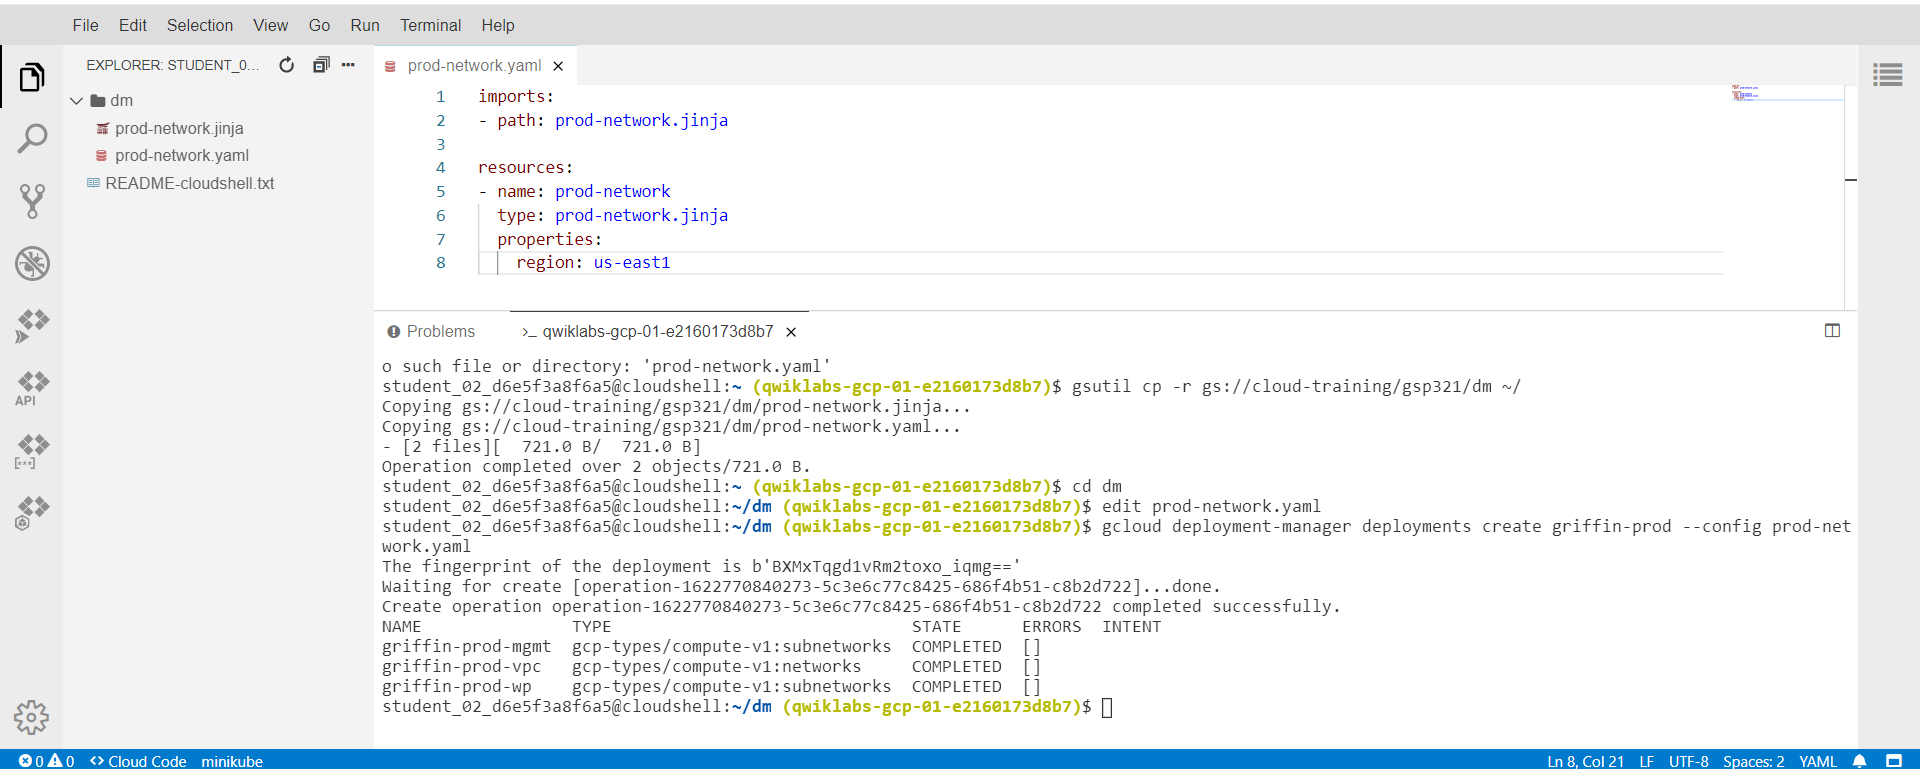 File Edit Selection View Go Run Terminal Help
EXPLORER: STUDENT_0...
dm
prod-network.jinja
prod-network.yaml
README-cloudshell.txt
API
[***]
prod-network.yaml
1 imports:
2 - path: prod-network.jinja
3
4 resources:
5 - name: prod-network
6 type: prod-network.jinja
7 properties:
8 region: us-east1
Problems >_ qwiklabs-gcp-01-e2160173d8b7
o such file or directory: 'prod-network.yaml'
student_02_d6e5f3a8f6a5@cloudshell:~ (qwiklabs-gcp-01-e2160173d8b7)$ gsutil cp -r gs://cloud-training/gsp321/dm ~/
Copying gs://cloud-training/gsp321/dm/prod-network.jinja...
Copying gs://cloud-training/gsp321/dm/prod-network.yaml...
- [2 files][  721.0 B/  721.0 B]
Operation completed over 2 objects/721.0 B.
student_02_d6e5f3a8f6a5@cloudshell:~ (qwiklabs-gcp-01-e2160173d8b7)$ cd dm
student_02_d6e5f3a8f6a5@cloudshell:~/dm (qwiklabs-gcp-01-e2160173d8b7)$ edit prod-network.yaml
student_02_d6e5f3a8f6a5@cloudshell:~/dm (qwiklabs-gcp-01-e2160173d8b7)$ gcloud deployment-manager deployments create griffin-prod --config prod-net
work.yaml
The fingerprint of the deployment is b'BXMxTqgd1vRm2toxo_iqmg=='
Waiting for create [operation-1622770840273-5c3e6c77c8425-686f4b51-c8b2d722]...done.
Create operation operation-1622770840273-5c3e6c77c8425-686f4b51-c8b2d722 completed successfully.
NAME TYPE STATE ERRORS INTENT
griffin-prod-mgmt gcp-types/compute-v1:subnetworks COMPLETED []
griffin-prod-vpc gcp-types/compute-v1:networks COMPLETED []
griffin-prod-wp gcp-types/compute-v1:subnetworks COMPLETED []
student_02_d6e5f3a8f6a5@cloudshell:~/dm (qwiklabs-gcp-01-e2160173d8b7)$
0 0 <> Cloud Code minikube Ln 8, Col 21 LF UTF-8 Spaces: 2 YAML